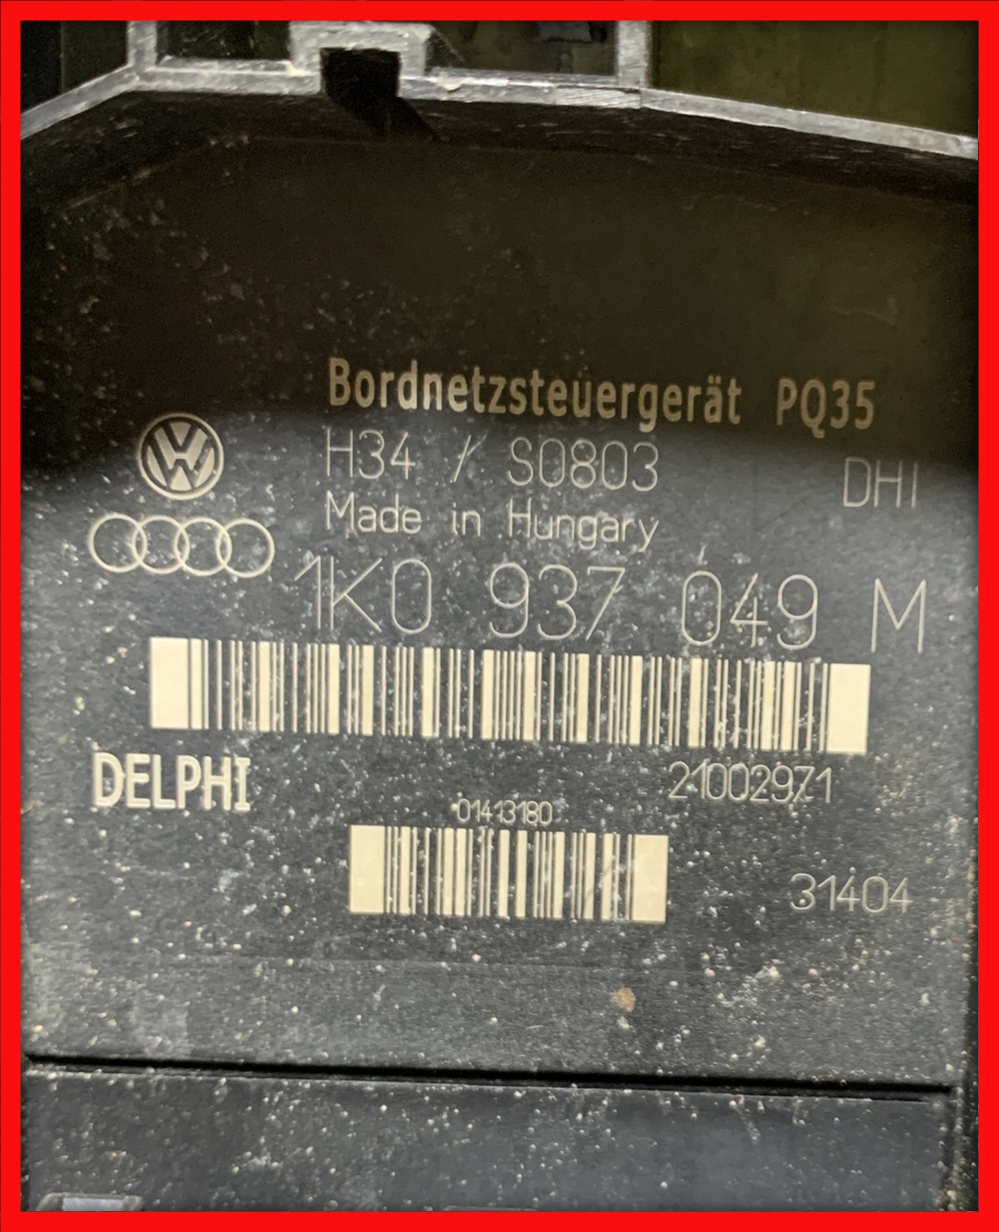 Bordnetzsteuergerät PQ35
H34 / S0803 DHI
Made in Hungary
1K0 937 049 M
DELPHI 21002971
01413180
31404